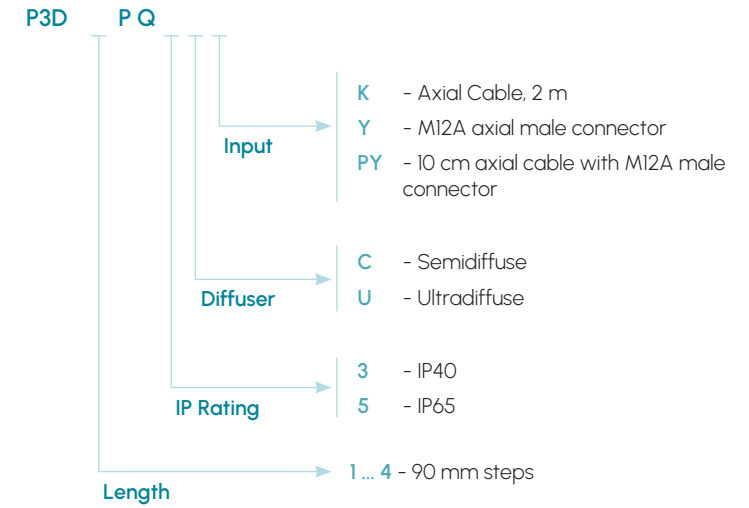 P3D P Q
K - Axial Cable, 2 m
Y - M12A axial male connector
Input
PY - 10 cm axial cable with M12A male
connector
C - Semidiffuse
Diffuser
U - Ultradiffuse
3 - IP40
IP Rating
5 - IP65
1 ... 4 - 90 mm steps
Length